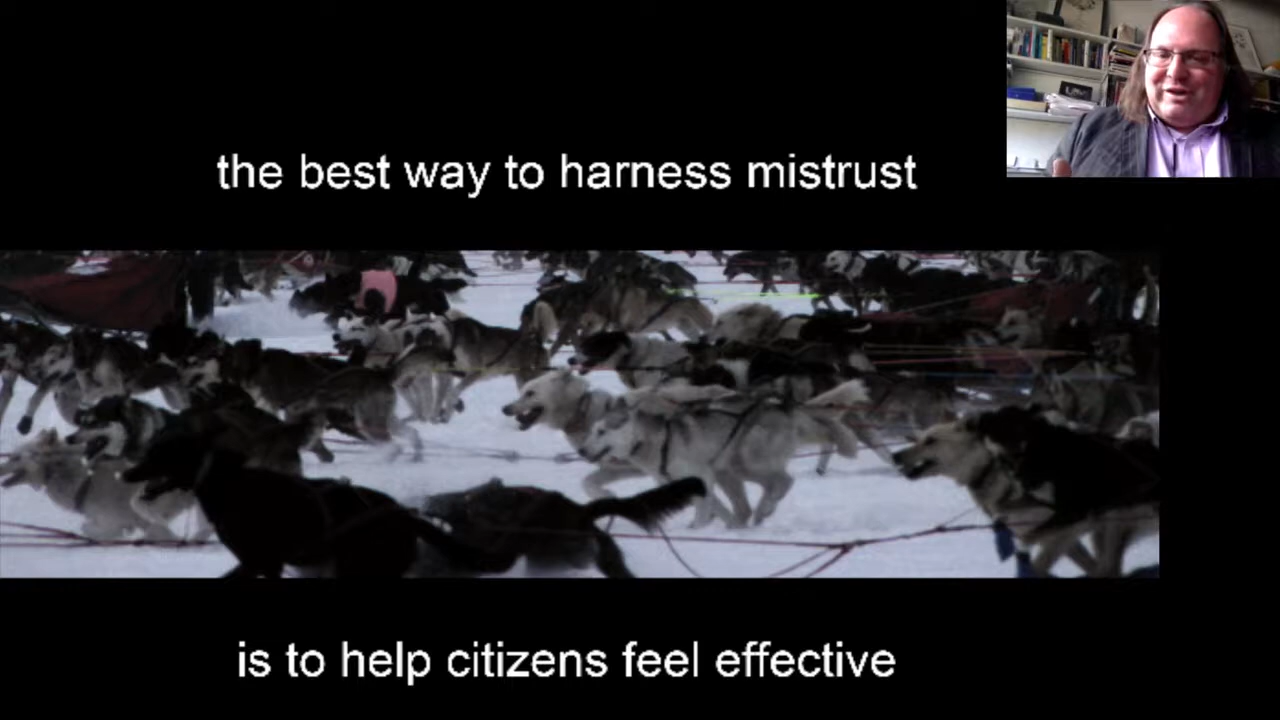 the best way to harness mistrust
is to help citizens feel effective